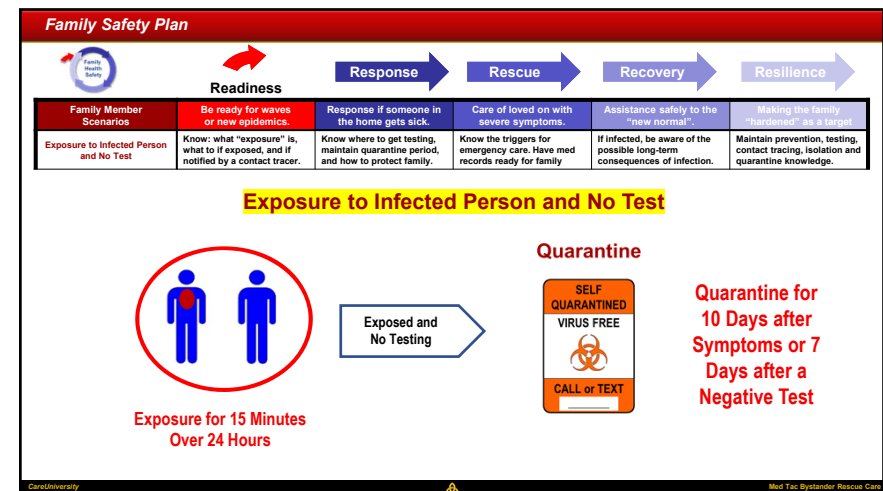 Family Safety Plan
Family
Health
Safety
Readiness
Response
Rescue
Recovery
Resilience
Family Member
Scenarios
Be ready for waves
or new epidemics.
Response if someone in
the home gets sick.
Care of loved on with
severe symptoms.
Assistance safely to the
"new normal".
Making the family
"hardened" as a target
Exposure to Infected Person
and No Test
Know: what "exposure" is,
what to if exposed, and if
notified by a contact tracer.
Know where to get testing,
maintain quarantine period,
and how to protect family.
Know the triggers for
emergency care. Have med
records ready for family
If infected, be aware of the
possible long-term
consequences of infection.
Maintain prevention, testing,
contact tracing, isolation and
quarantine knowledge.
Exposure to Infected Person and No Test
Exposure for 15 Minutes
Over 24 Hours
Exposed and
No Testing
Quarantine
SELF
QUARANTINED
VIRUS FREE
CALL or TEXT
Quarantine for
10 Days after
Symptoms or 7
Days after a
Negative Test
CareUniversity
Med Tac Bystander Rescue Care